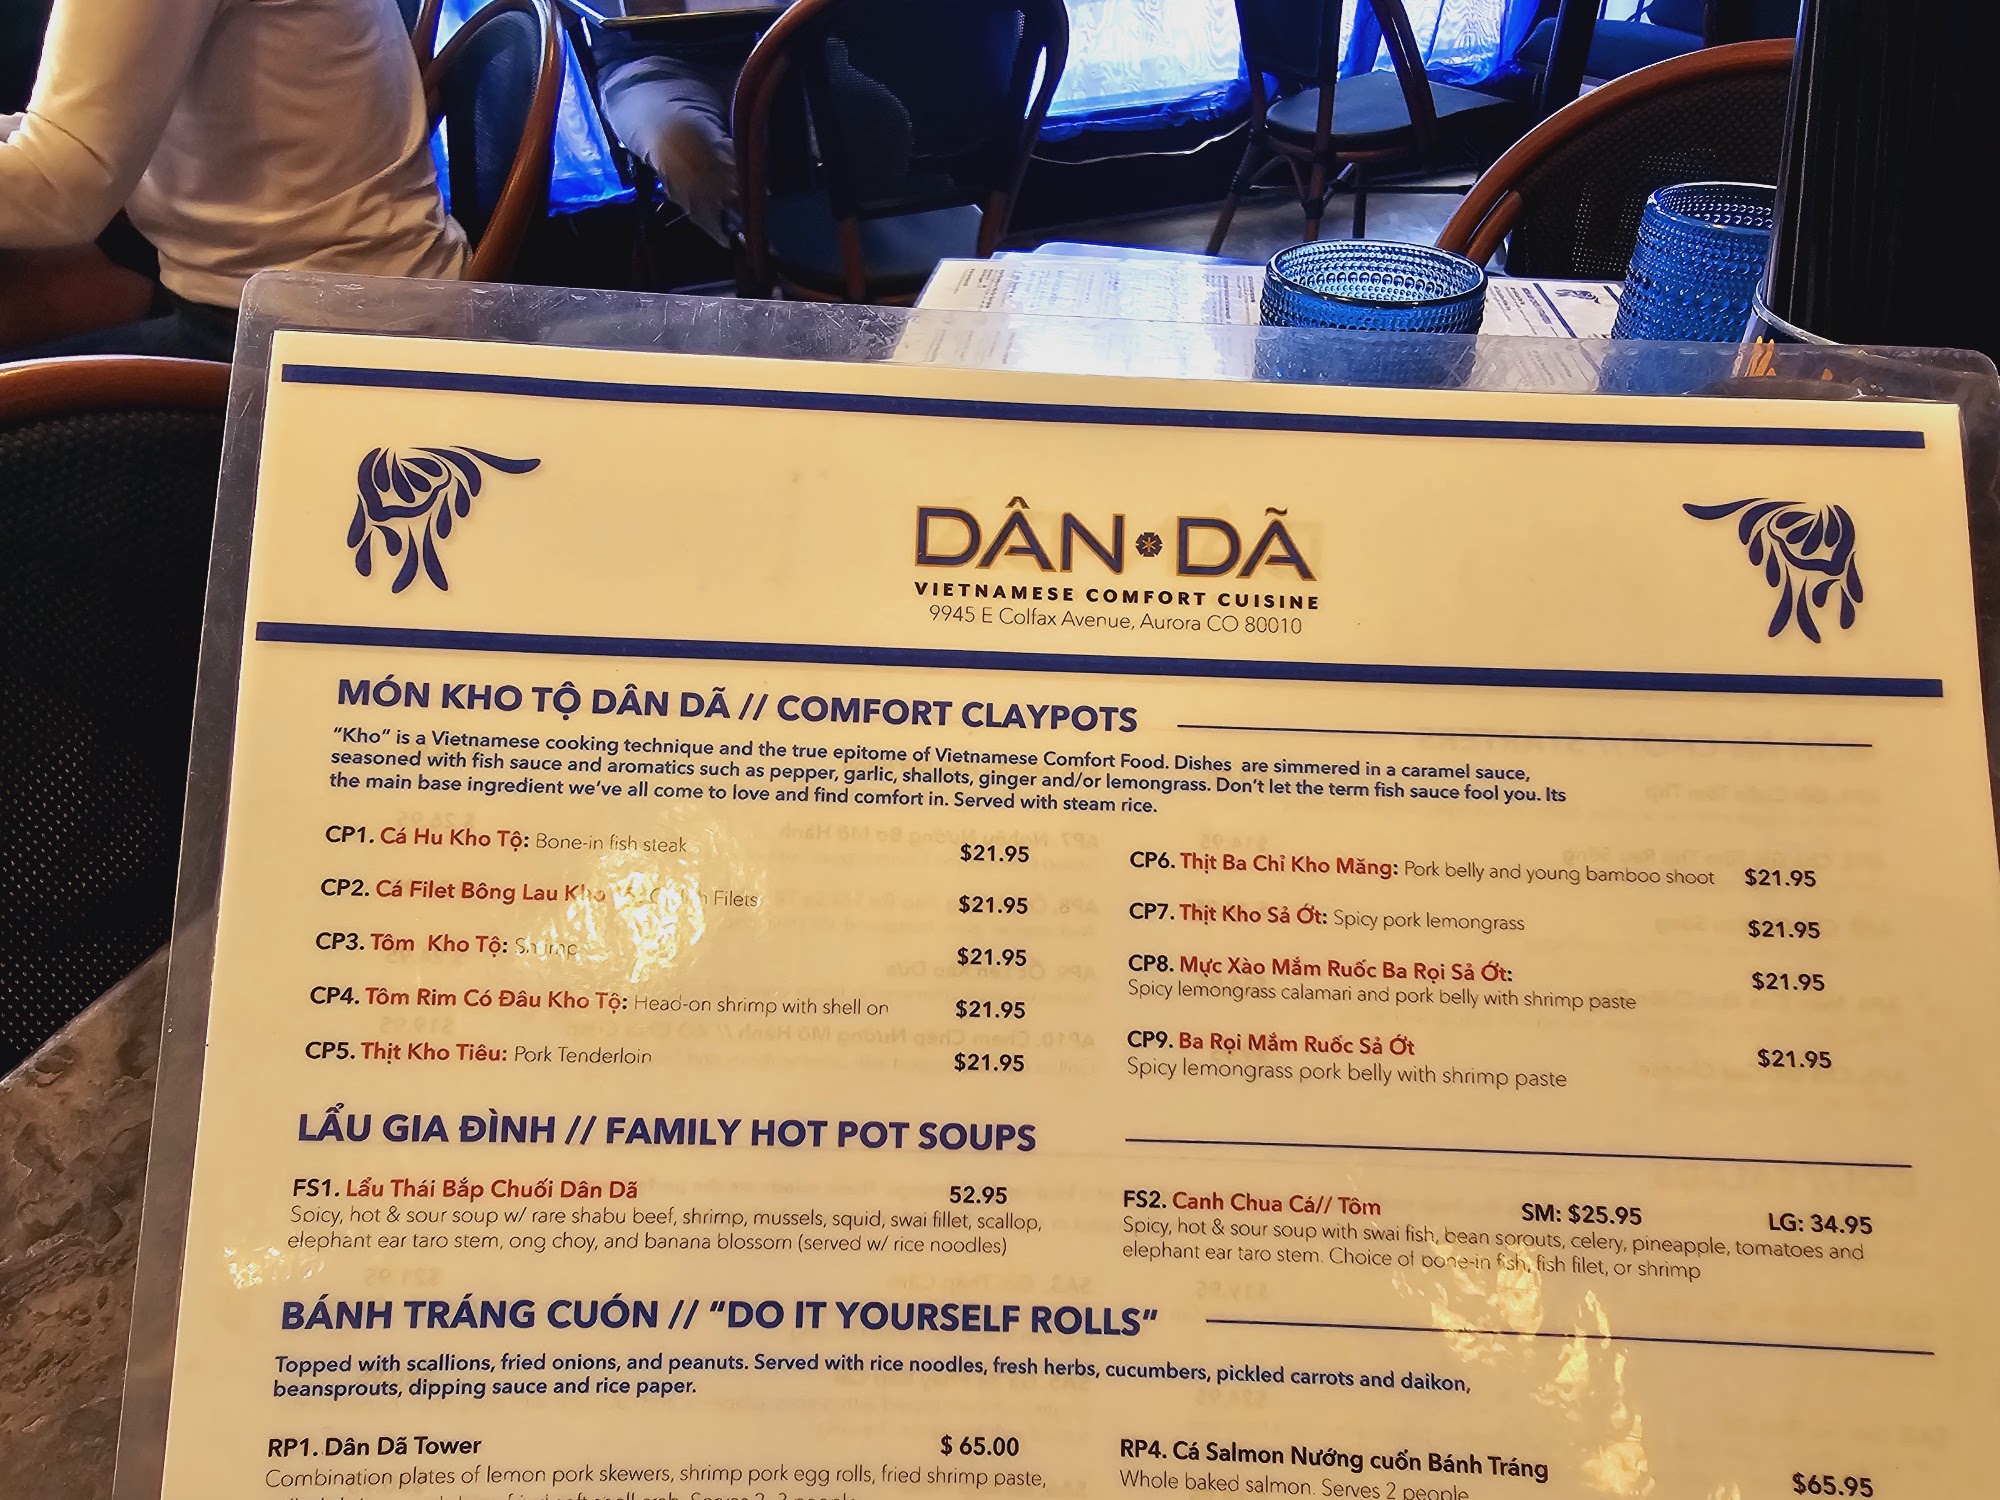 DÂN DÃ
VIETNAMESE COMFORT CUISINE
9945 E Colfax Avenue, Aurora CO 80010
MÓN KHO TỘ DÂN DÃ // COMFORT CLAYPOTS
"Kho" is a Vietnamese cooking technique and the true epitome of Vietnamese Comfort Food. Dishes are simmered in a caramel sauce,
seasoned with fish sauce and aromatics such as pepper, garlic, shallots, ginger and/or lemongrass. Don't let the term fish sauce fool you. Its
the main base ingredient we've all come to love and find comfort in. Served with steam rice.
CP1. Cá Hu Kho Tộ: Bone-in fish steak $21.95
CP2. Cá Filet Bông Lau Kho Filets $21.95
CP3. Tôm Kho Tộ: Shrimp $21.95
CP4. Tôm Rim Có Đâu Kho Tộ: Head-on shrimp with shell on $21.95
CP5. Thịt Kho Tiêu: Pork Tenderloin $21.95
CP6. Thịt Ba Chỉ Kho Măng: Pork belly and young bamboo shoot $21.95
CP7. Thịt Kho Sả Ớt: Spicy pork lemongrass $21.95
CP8. Mực Xào Mắm Ruốc Ba Rọi Sả Ớt: $21.95
Spicy lemongrass calamari and pork belly with shrimp paste
CP9. Ba Rọi Mắm Ruốc Sả Ớt $21.95
Spicy lemongrass pork belly with shrimp paste
LẨU GIA ĐÌNH // FAMILY HOT POT SOUPS
FS1. Lẩu Thái Bắp Chuối Dân Dã 52.95
Spicy, hot & sour soup w/ rare shabu beef, shrimp, mussels, squid, swai fillet, scallop,
elephant ear taro stem, ong choy, and banana blossom (served w/ rice noodles)
FS2. Canh Chua Cá// Tôm SM: $25.95 LG: 34.95
Spicy, hot & sour soup with swai fish, bean sprouts, celery, pineapple, tomatoes and
elephant ear taro stem. Choice of bone-in fish, fish filet, or shrimp
BÁNH TRÁNG CUÓN // "DO IT YOURSELF ROLLS"
Topped with scallions, fried onions, and peanuts. Served with rice noodles, fresh herbs, cucumbers, pickled carrots and daikon,
beansprouts, dipping sauce and rice paper.
RP1. Dân Dã Tower $ 65.00
Combination plates of lemon pork skewers, shrimp pork egg rolls, fried shrimp paste,
RP4. Cá Salmon Nướng cuốn Bánh Tráng $65.95
Whole baked salmon. Serves 2 people